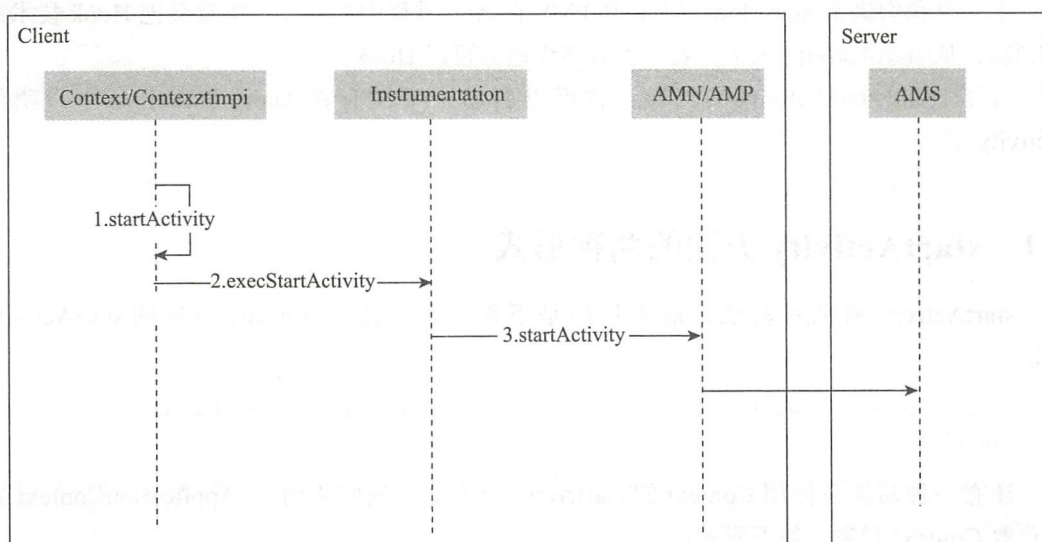 Client
Server
Context/Contexztimpi
Instrumentation
AMN/AMP
AMS
1.startActivity
2.execStartActivity
3.startActivity